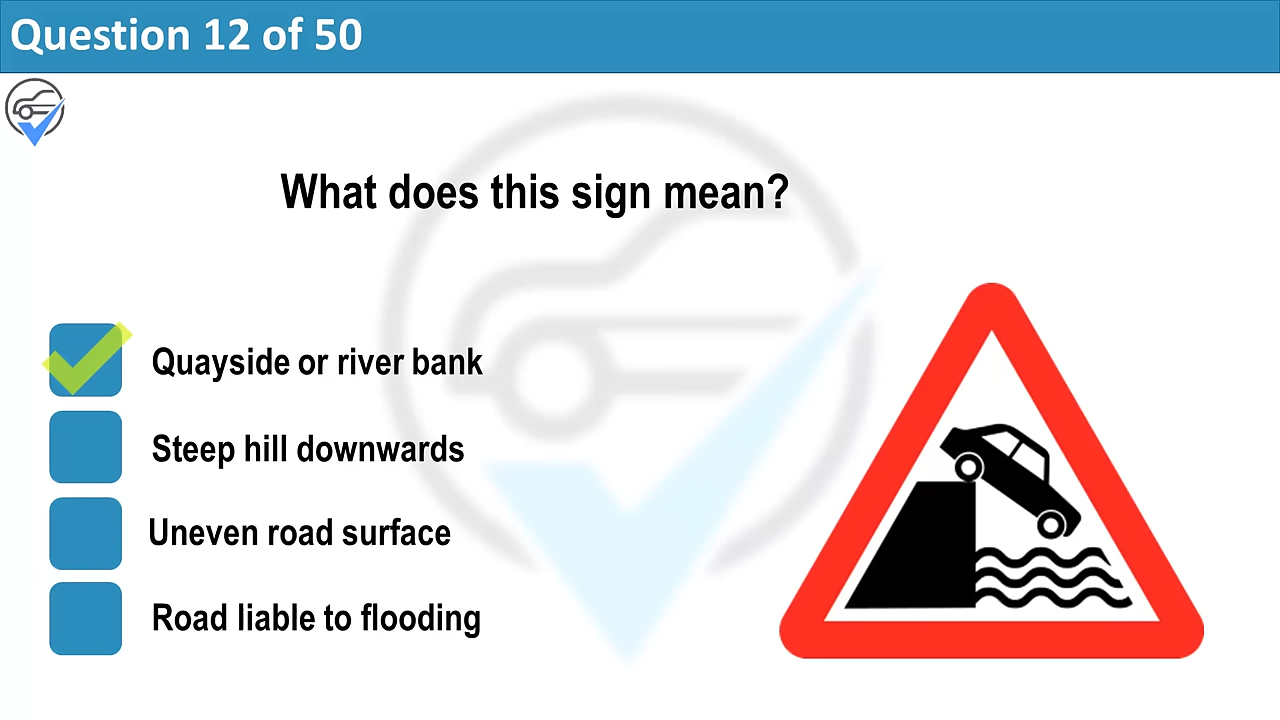 Question 12 of 50
What does this sign mean?
Quayside or river bank
Steep hill downwards
Uneven road surface
Road liable to flooding